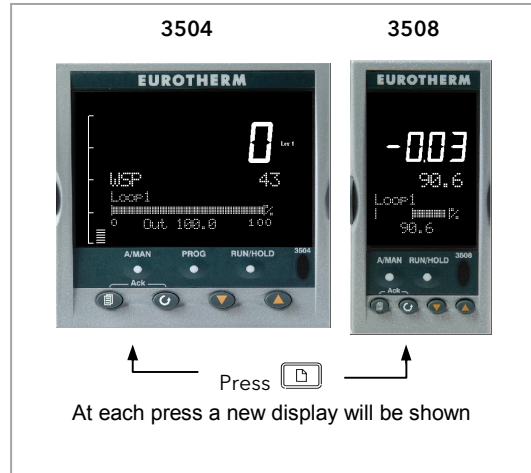 3504
3508
EUROTHERM
0
Lor1
WSP
43
Loop1
%
0 Out 100.0 100
A/MAN PROG RUN/HOLD 3504
Ack
EUROTHERM
-0.03
90.6
Loop1
%
90.6
A/MAN RUN/HOLD 3508
Ack
Press
At each press a new display will be shown